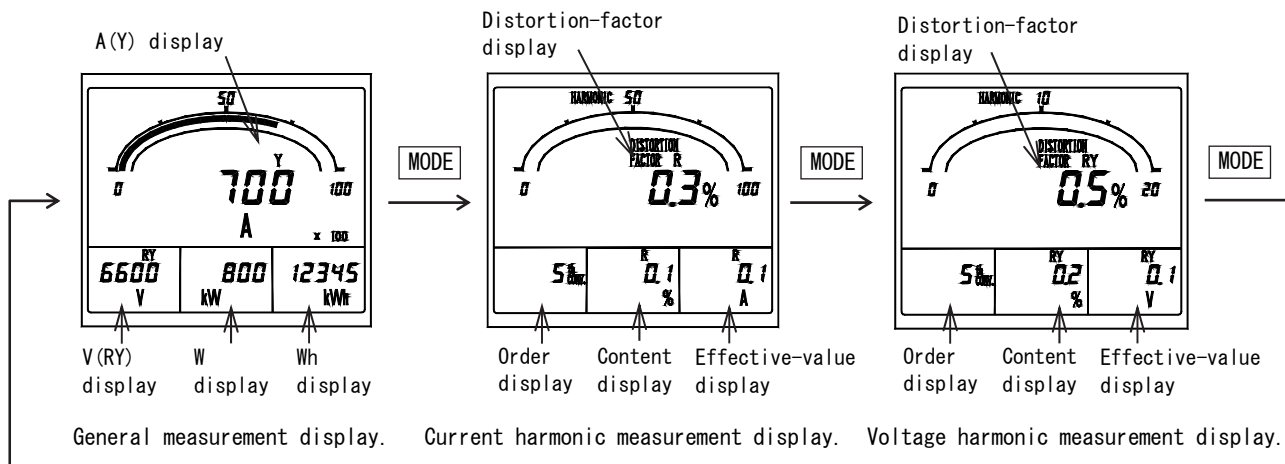 A(Y) display
50
Y
0
700
100
A
× 100
RY
6600
V
800
kW
12345
kWh
V(RY)
display
W
display
Wh
display
General measurement display.
MODE
Distortion-factor
display
HARMONIC 50
DISTORTION
FACTOR R
0
0.3%
100
5
R
0.1
%
R
0.1
A
Order
display
Content
display
Effective-value
display
Current harmonic measurement display.
MODE
Distortion-factor
display
HARMONIC 10
DISTORTION
FACTOR RY
0
0.5%
20
5
RY
0.2
%
RY
0.1
V
Order
display
Content
display
Effective-value
display
Voltage harmonic measurement display.
MODE